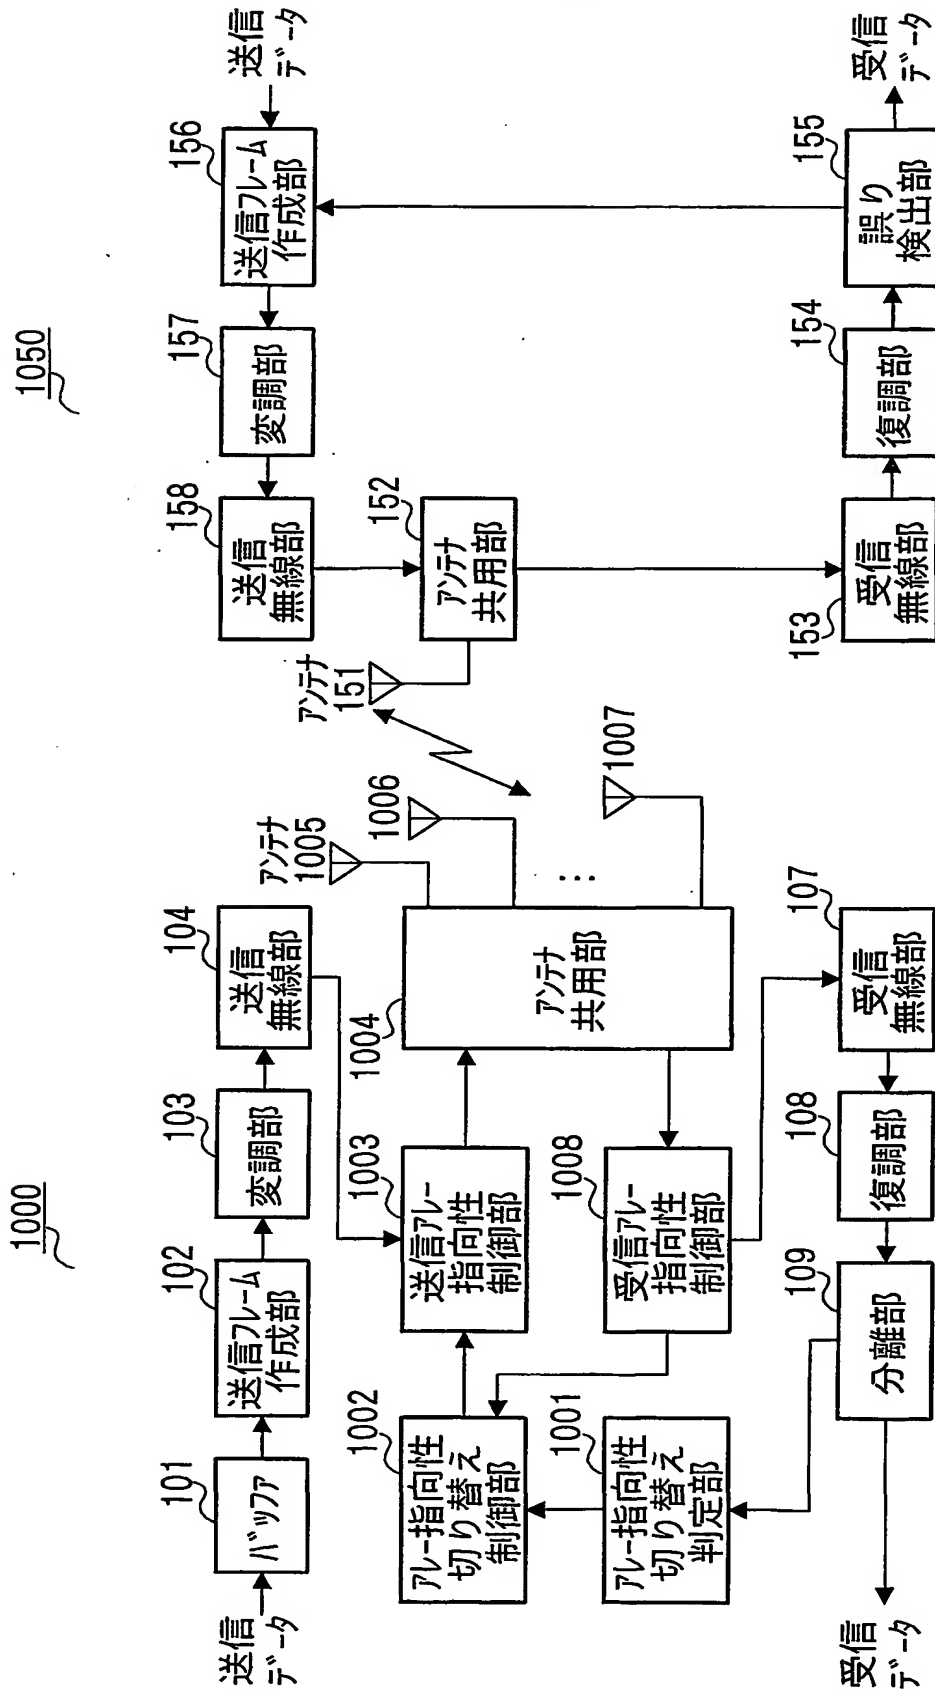 1000
送信
データ
101
バッファ
102
送信フレーム
作成部
103
変調部
104
送信
無線部
1002
アレー指向性
切り替え
制御部
1003
送信アレー
指向性
制御部
1004
アンテナ
共用部
アンテナ
1005
1006
1007
1001
アレー指向性
切り替え
判定部
1008
受信アレー
指向性
制御部
受信
データ
109
分離部
108
復調部
107
受信
無線部
1050
アンテナ
151
158
送信
無線部
157
変調部
156
送信フレーム
作成部
送信
データ
152
アンテナ
共用部
153
受信
無線部
154
復調部
155
誤り
検出部
受信
データ